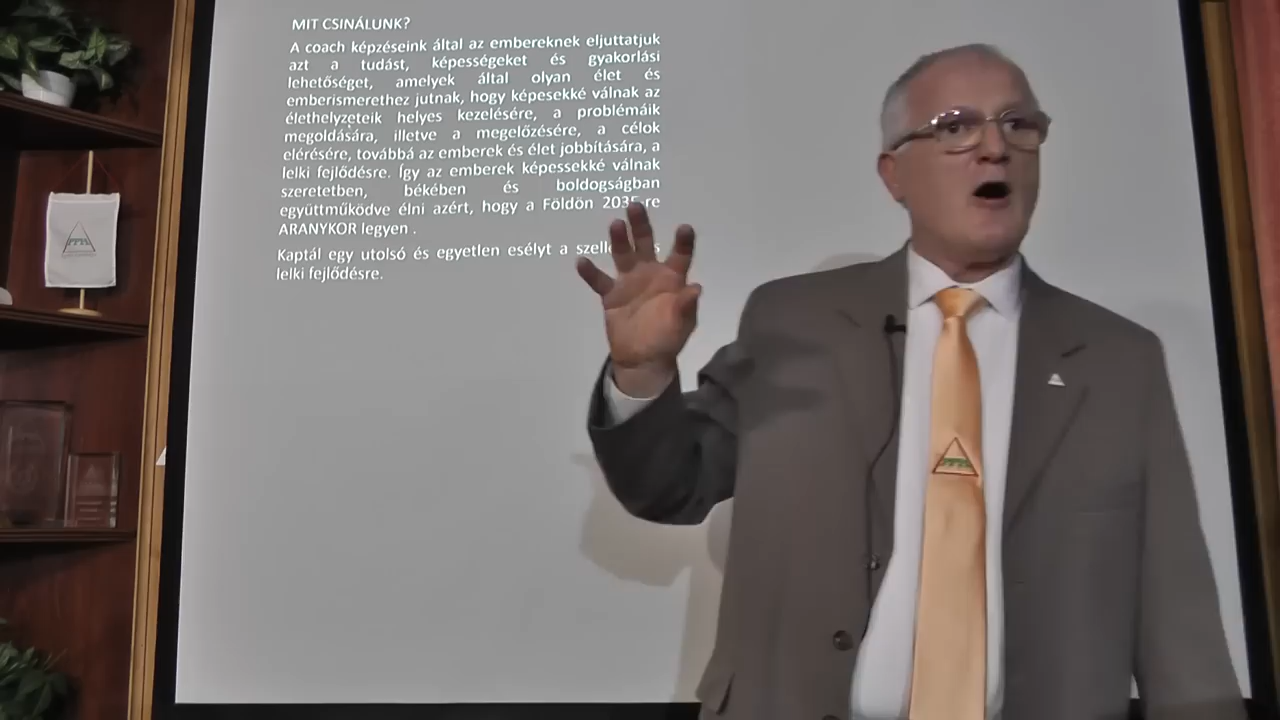 MIT CSINÁLUNK?
A coach képzéseink által az embereknek eljuttatjuk
azt a tudást, képességeket és gyakorlási
lehetőséget, amelyek által olyan élet és
emberismerethez jutnak, hogy képesekké válnak az
élethelyzeteik helyes kezelésére, a problémáik
megoldására, illetve a megelőzésére, a célok
elérésére, továbbá az emberek és élet jobbítására, a
lelki fejlődésre. Így az emberek képessekké válnak
szeretetben, békében és boldogságban
együttműködve élni azért, hogy a Földön 2035-re
ARANYKOR legyen .
Kaptál egy utolsó és egyetlen esélyt a
lelki fejlődésre.